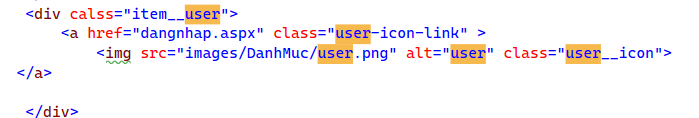 <div calss="item__user">
<a href="dangnhap.aspx" class="user-icon-link" >
<img src="images/DanhMuc/user.png" alt="user" class="user__icon">
</a>
</div>